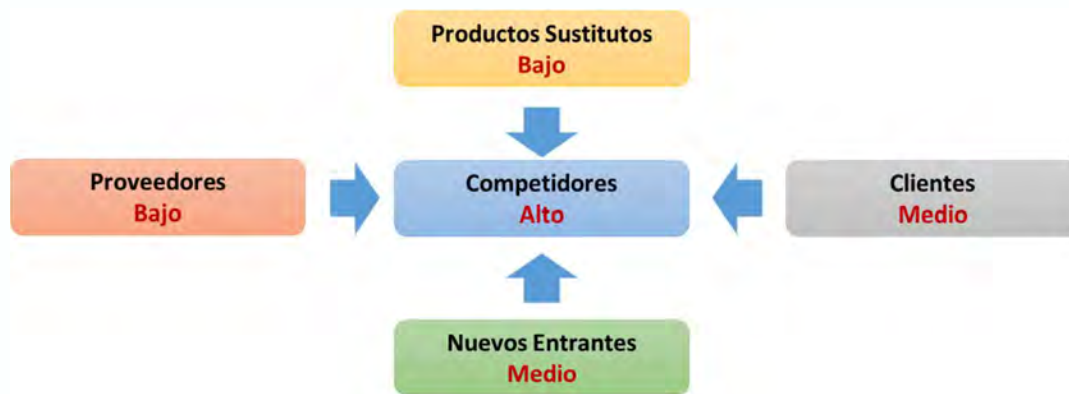 Productos Sustitutos
Bajo
Proveedores
Bajo
Competidores
Alto
Clientes
Medio
Nuevos Entrantes
Medio